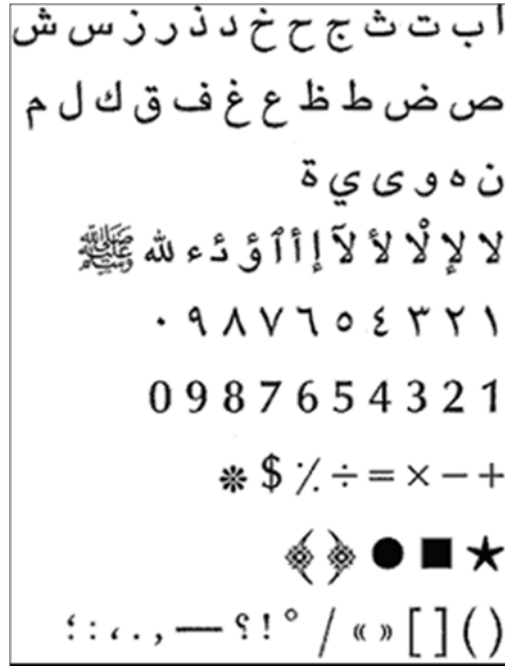 ا ب ت ث ج ح خ د ذ ر ز س ش
ص ض ط ظ ع غ ف ق ك ل م
ن ه و ى ي ة
لا لإ لْا لأ لآ إ أ ٱ ؤ ئ ء لله ﷺ
١ ٢ ٣ ٤ ٥ ٦ ٧ ٨ ٩ ٠
1 2 3 4 5 6 7 8 9 0
+ − × = ÷ ٪ $ ❊
★ ■ ● ﴾ ﴿
( ) [ ] « » / ° ! ؟ — , . ، : ؛